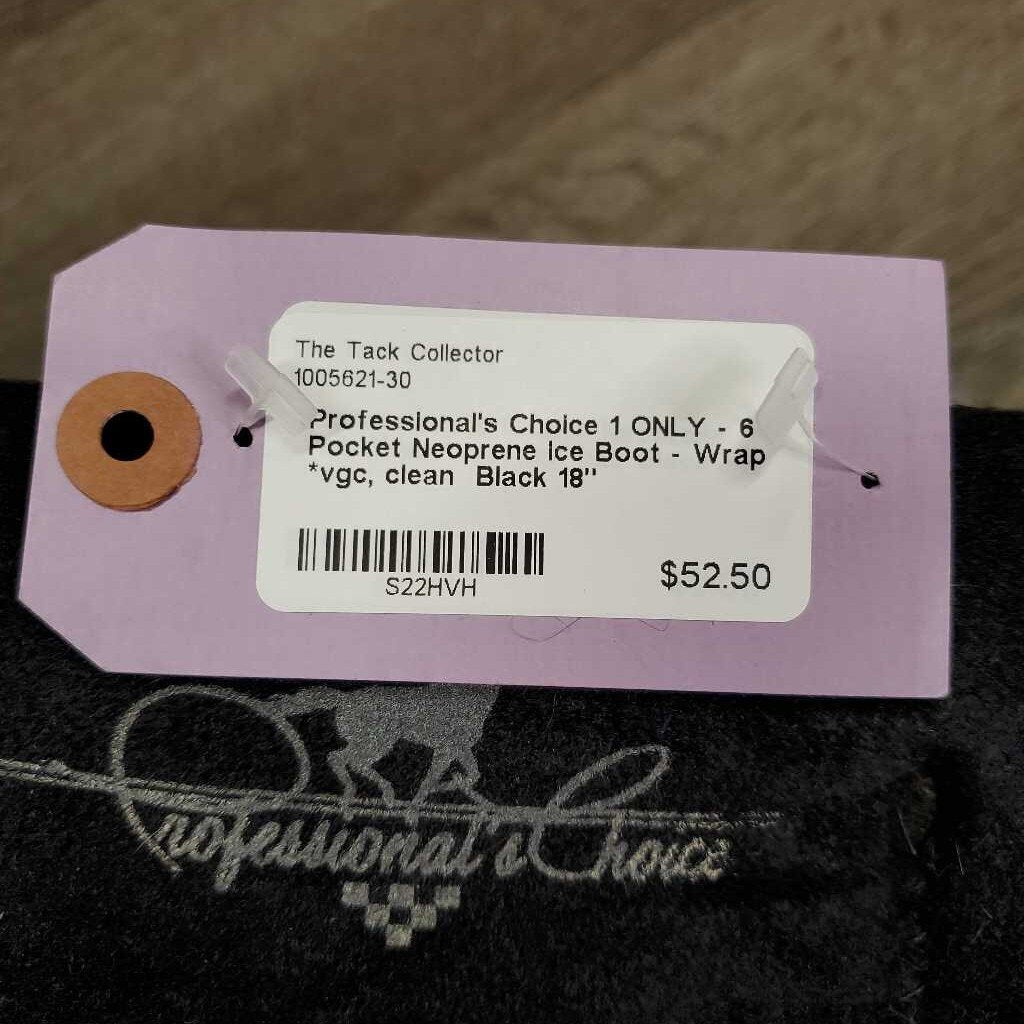 The Tack Collector
1005621-30
Professional's Choice 1 ONLY - 6
Pocket Neoprene Ice Boot - Wrap
*vgc, clean Black 18"
S22HVH
$52.50
Professional's Choice